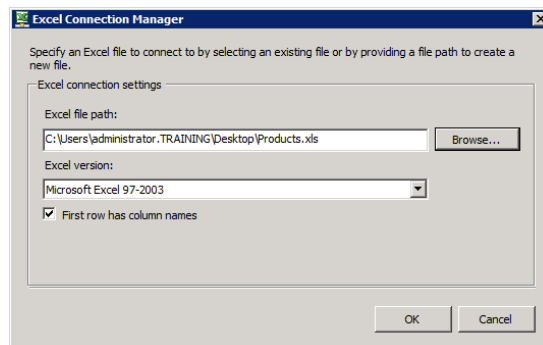 Excel Connection Manager
Specify an Excel file to connect to by selecting an existing file or by providing a file path to create a
new file.
Excel connection settings
Excel file path:
C:\Users\administrator.TRAINING\Desktop\Products.xls
Browse...
Excel version:
Microsoft Excel 97-2003
First row has column names
OK
Cancel